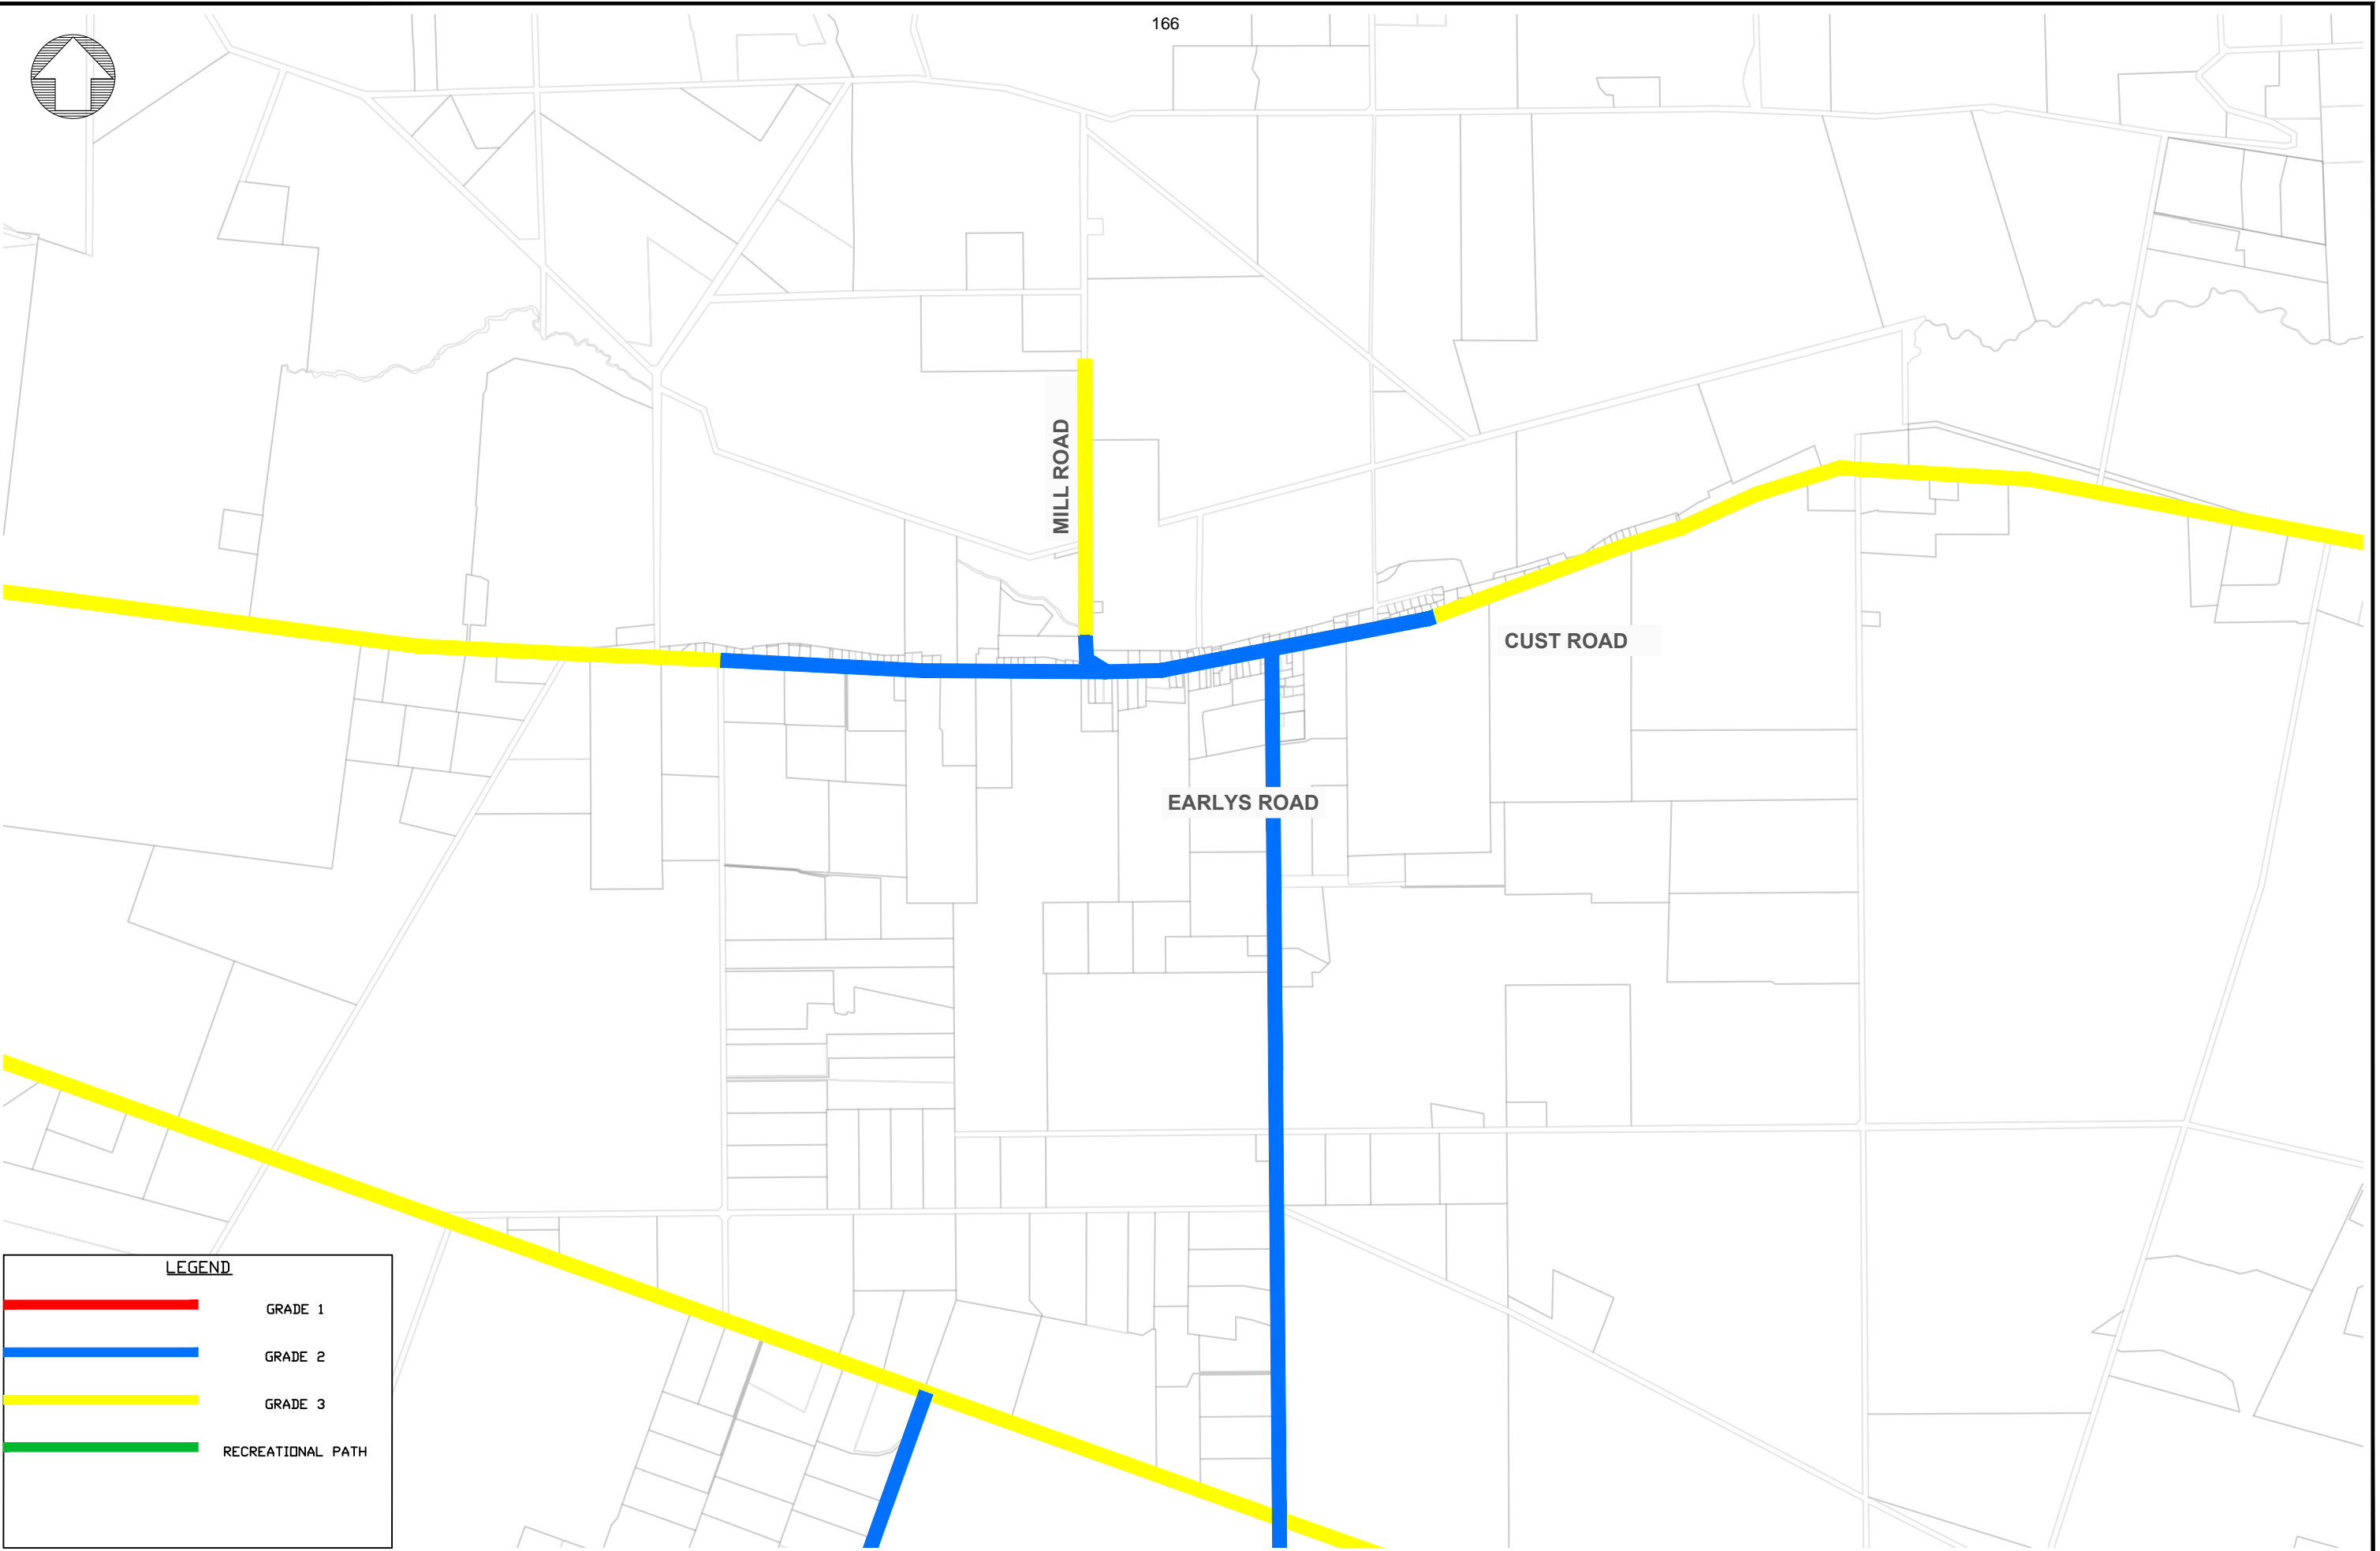 166
MILL ROAD
CUST ROAD
EARLYS ROAD
LEGEND
GRADE 1
GRADE 2
GRADE 3
RECREATIONAL PATH